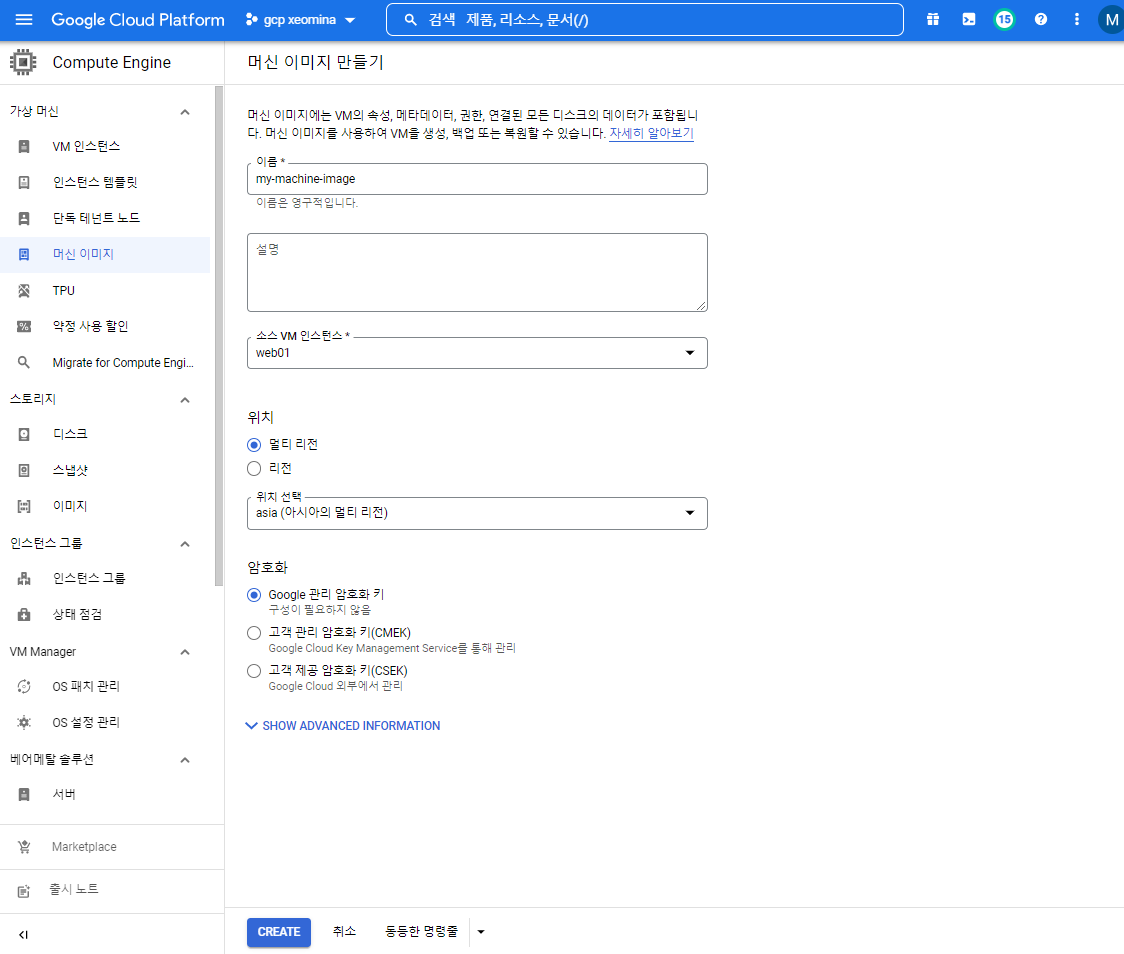 Google Cloud Platform
gcp xeomina
검색 제품, 리소스, 문서(/)
15
M
Compute Engine
머신 이미지 만들기
가상 머신
VM 인스턴스
인스턴스 템플릿
단독 테넌트 노드
머신 이미지
TPU
약정 사용 할인
Migrate for Compute Engi...
스토리지
디스크
스냅샷
이미지
인스턴스 그룹
인스턴스 그룹
상태 점검
VM Manager
OS 패치 관리
OS 설정 관리
베어메탈 솔루션
서버
Marketplace
출시 노트
머신 이미지에는 VM의 속성, 메타데이터, 권한, 연결된 모든 디스크의 데이터가 포함됩니
다. 머신 이미지를 사용하여 VM을 생성, 백업 또는 복원할 수 있습니다. 자세히 알아보기
이름 *
my-machine-image
이름은 영구적입니다.
설명
소스 VM 인스턴스 *
web01
위치
멀티 리전
리전
위치 선택
asia (아시아의 멀티 리전)
암호화
Google 관리 암호화 키
구성이 필요하지 않음
고객 관리 암호화 키(CMEK)
Google Cloud Key Management Service를 통해 관리
고객 제공 암호화 키(CSEK)
Google Cloud 외부에서 관리
SHOW ADVANCED INFORMATION
CREATE
취소
동등한 명령줄